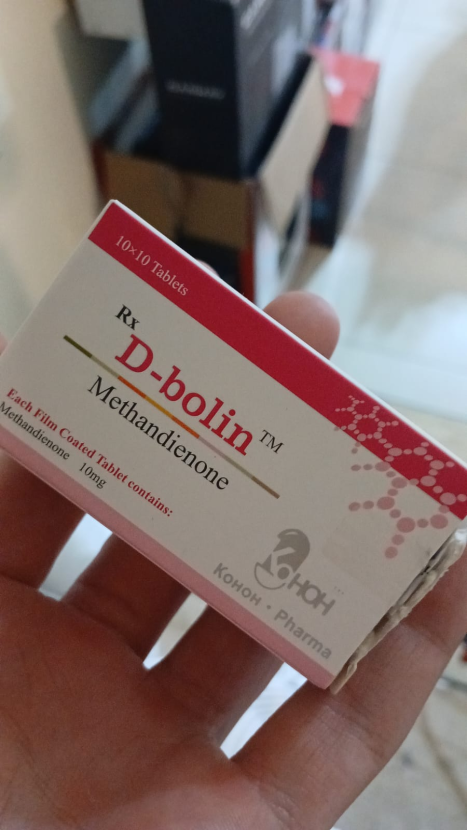 10×10 Tablets
Rx
D-bolin™
Methandienone
Each Film Coated Tablet contains:
Methandienone 10mg
Конон • Pharma